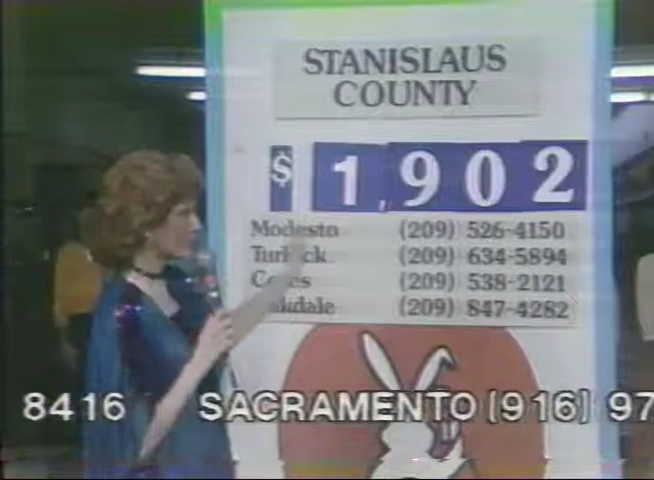 STANISLAUS
COUNTY
$1,902
Modesto (209) 526-4150
(209) 634-5894
(209) 538-2121
(209) 847-4282
8416 SACRAMENTO (916) 97